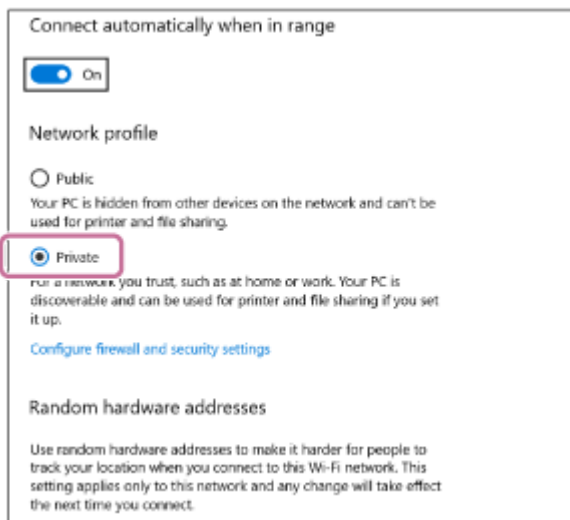 Connect automatically when in range
On
Network profile
Public
Your PC is hidden from other devices on the network and can't be
used for printer and file sharing.
Private
For a network you trust, such as at home or work. Your PC is
discoverable and can be used for printer and file sharing if you set
it up.
Configure firewall and security settings
Random hardware addresses
Use random hardware addresses to make it harder for people to
track your location when you connect to this Wi-Fi network. This
setting applies only to this network and any change will take effect
the next time you connect.